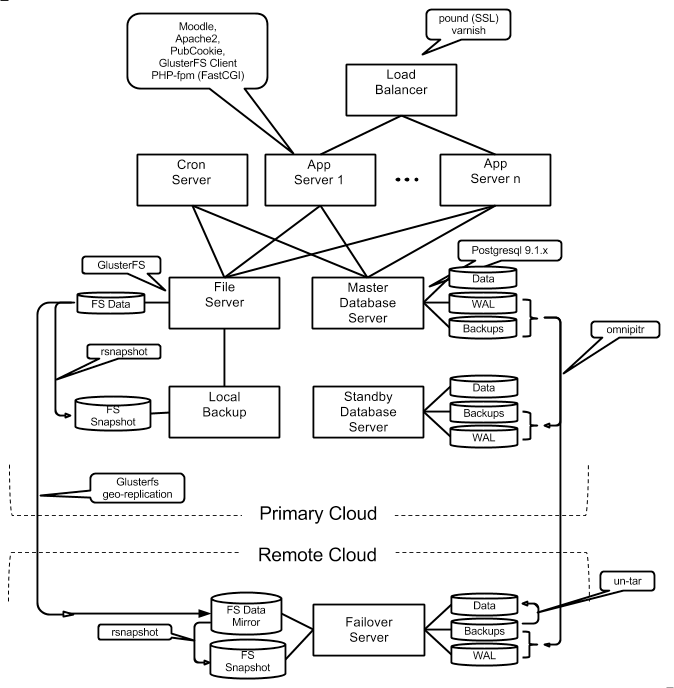 Moodle,
Apache2,
PubCookie,
GlusterFS Client
PHP-fpm (FastCGI)
pound (SSL)
varnish
Load
Balancer
Cron
Server
App
Server 1
...
App
Server n
GlusterFS
Postgresql 9.1.x
FS Data
File
Server
Master
Database
Server
Data
WAL
Backups
omnipitr
rsnapshot
FS
Snapshot
Local
Backup
Standby
Database
Server
Data
Backups
WAL
Glusterfs
geo-replication
Primary Cloud
Remote Cloud
un-tar
FS Data
Mirror
rsnapshot
FS
Snapshot
Failover
Server
Data
Backups
WAL